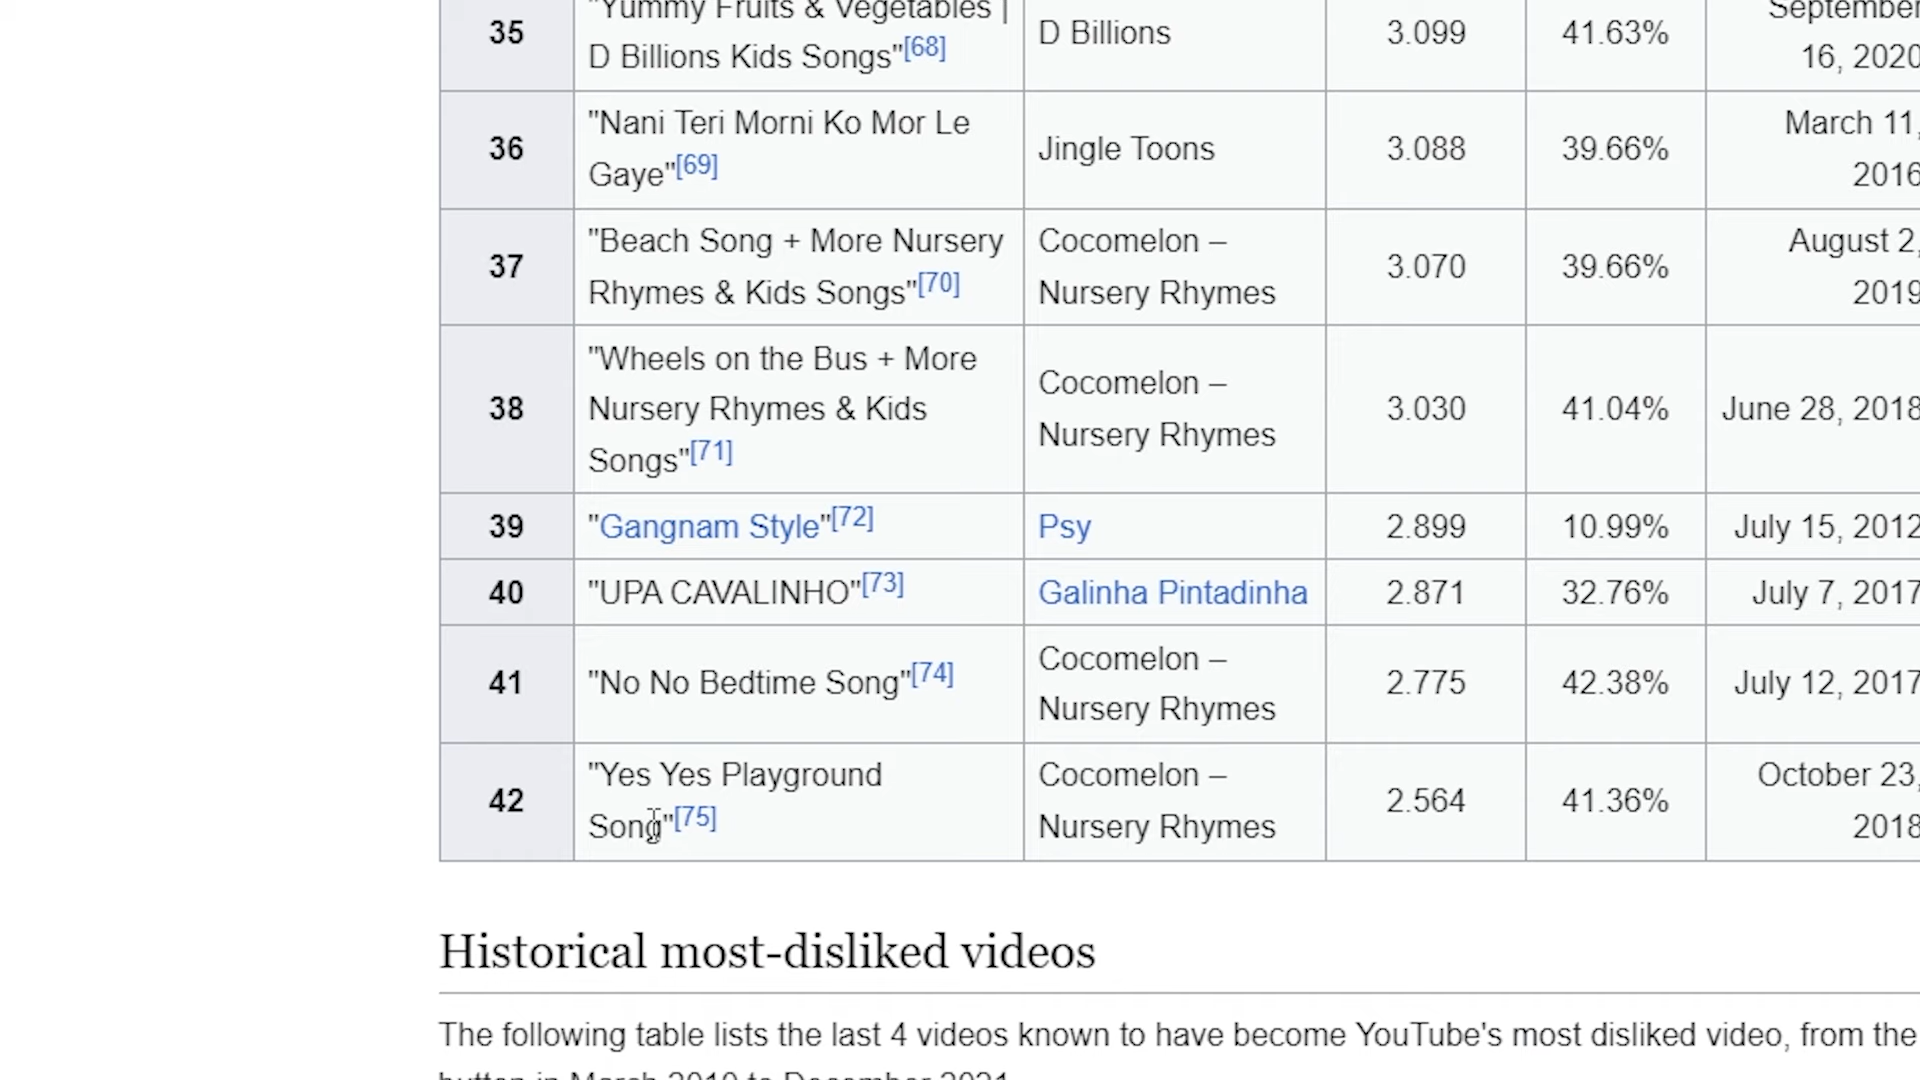 35
"Yummy Fruits & Vegetables |
D Billions Kids Songs"[68]
D Billions
3.099
41.63%
September
16, 2020
36
"Nani Teri Morni Ko Mor Le
Gaye"[69]
Jingle Toons
3.088
39.66%
March 11,
2016
37
"Beach Song + More Nursery
Rhymes & Kids Songs"[70]
Cocomelon –
Nursery Rhymes
3.070
39.66%
August 2,
2019
38
"Wheels on the Bus + More
Nursery Rhymes & Kids
Songs"[71]
Cocomelon –
Nursery Rhymes
3.030
41.04%
June 28, 2018
39
"Gangnam Style"[72]
Psy
2.899
10.99%
July 15, 2012
40
"UPA CAVALINHO"[73]
Galinha Pintadinha
2.871
32.76%
July 7, 2017
41
"No No Bedtime Song"[74]
Cocomelon –
Nursery Rhymes
2.775
42.38%
July 12, 2017
42
"Yes Yes Playground
Song"[75]
Cocomelon –
Nursery Rhymes
2.564
41.36%
October 23,
2018
Historical most-disliked videos
The following table lists the last 4 videos known to have become YouTube's most disliked video, from the
button in March 2010 to December 2021